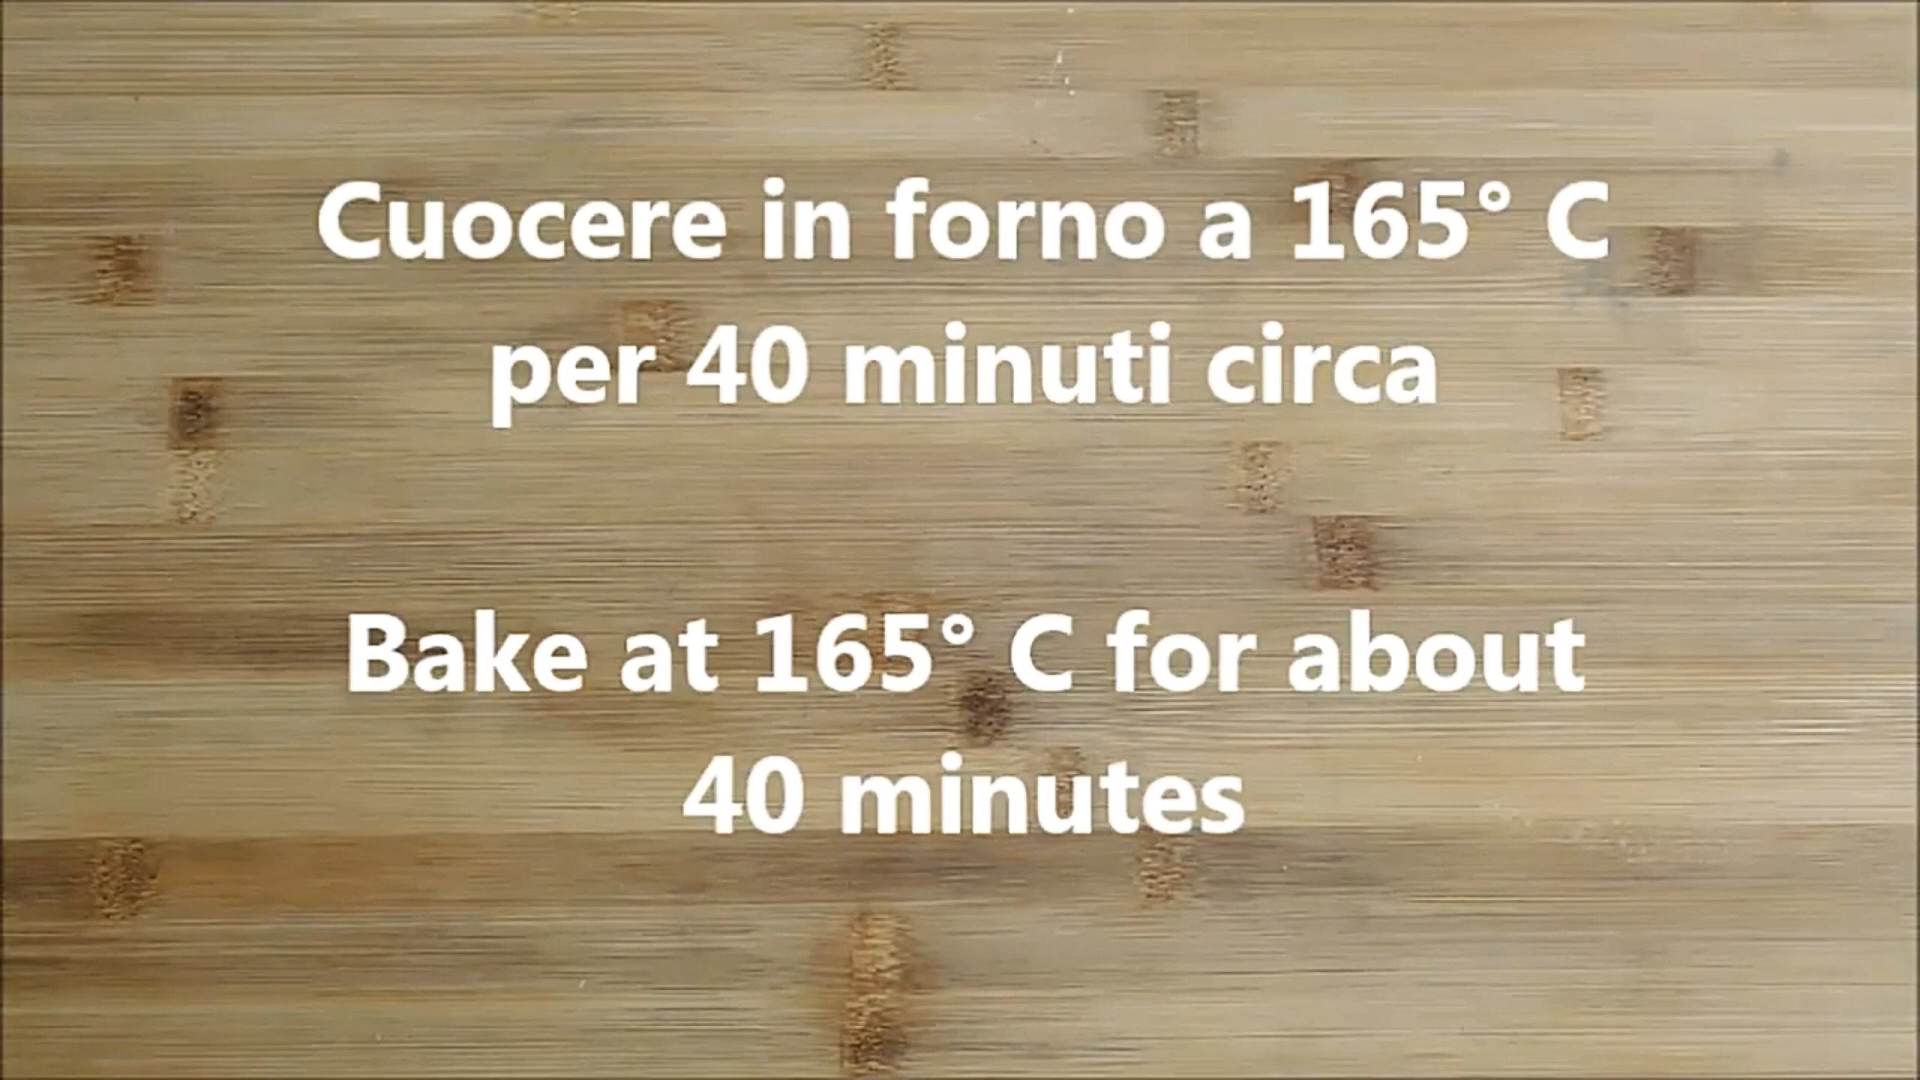 Cuocere in forno a 165° C
per 40 minuti circa
Bake at 165° C for about
40 minutes